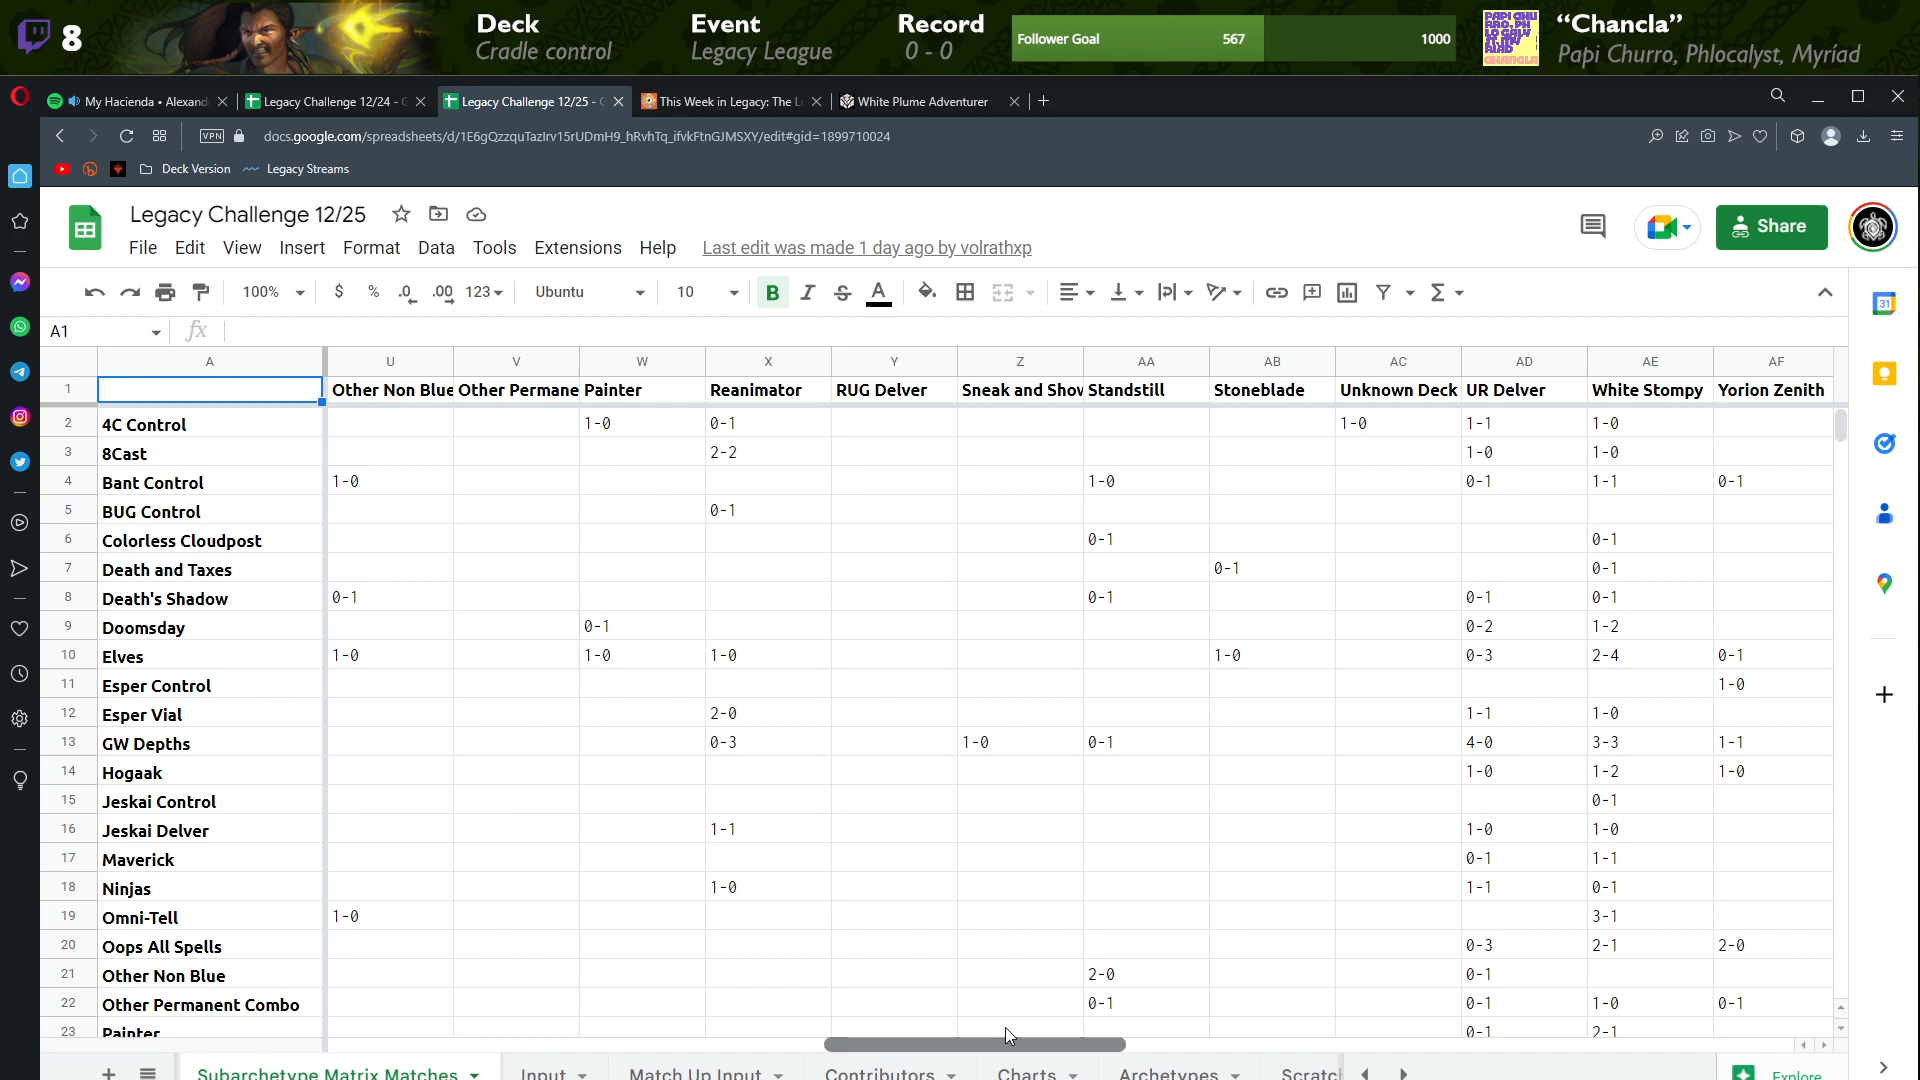 8
Deck
Cradle control
Event
Legacy League
Record
0 - 0
Follower Goal 567 1000
“Chancla”
Papi Churro, Phlocalyst, Myríad
My Hacienda • Alexand
Legacy Challenge 12/24 - G
Legacy Challenge 12/25 - G
This Week in Legacy: The L
White Plume Adventurer
VPN
docs.google.com/spreadsheets/d/1E6gQzzquTazIrv15rUDmH9_hRvhTq_ifvkFtnGJMSXY/edit#gid=1899710024
Deck Version Legacy Streams
Legacy Challenge 12/25
File Edit View Insert Format Data Tools Extensions Help Last edit was made 1 day ago by volrathxp
Share
100% $ % .0 .00 123 Ubuntu 10 B I S A
31
A1 fx
A U V W X Y Z AA AB AC AD AE AF
1 Other Non Blue Other Permane Painter Reanimator RUG Delver Sneak and Show Standstill Stoneblade Unknown Deck UR Delver White Stompy Yorion Zenith
2 4C Control 1-0 0-1 1-0 1-1 1-0
3 8Cast 2-2 1-0 1-0
4 Bant Control 1-0 1-0 0-1 1-1 0-1
5 BUG Control 0-1
6 Colorless Cloudpost 0-1 0-1
7 Death and Taxes 0-1 0-1
8 Death's Shadow 0-1 0-1 0-1 0-1
9 Doomsday 0-1 0-2 1-2
10 Elves 1-0 1-0 1-0 1-0 0-3 2-4 0-1
11 Esper Control 1-0
12 Esper Vial 2-0 1-1 1-0
13 GW Depths 0-3 1-0 0-1 4-0 3-3 1-1
14 Hogaak 1-0 1-2 1-0
15 Jeskai Control 0-1
16 Jeskai Delver 1-1 1-0 1-0
17 Maverick 0-1 1-1
18 Ninjas 1-0 1-1 0-1
19 Omni-Tell 1-0 3-1
20 Oops All Spells 0-3 2-1 2-0
21 Other Non Blue 2-0 0-1
22 Other Permanent Combo 0-1 0-1 1-0 0-1
23 Painter 0-1 2-1
Subarchetype Matrix Matches Input Match Up Input Contributors Charts Archetypes Scratch Explore